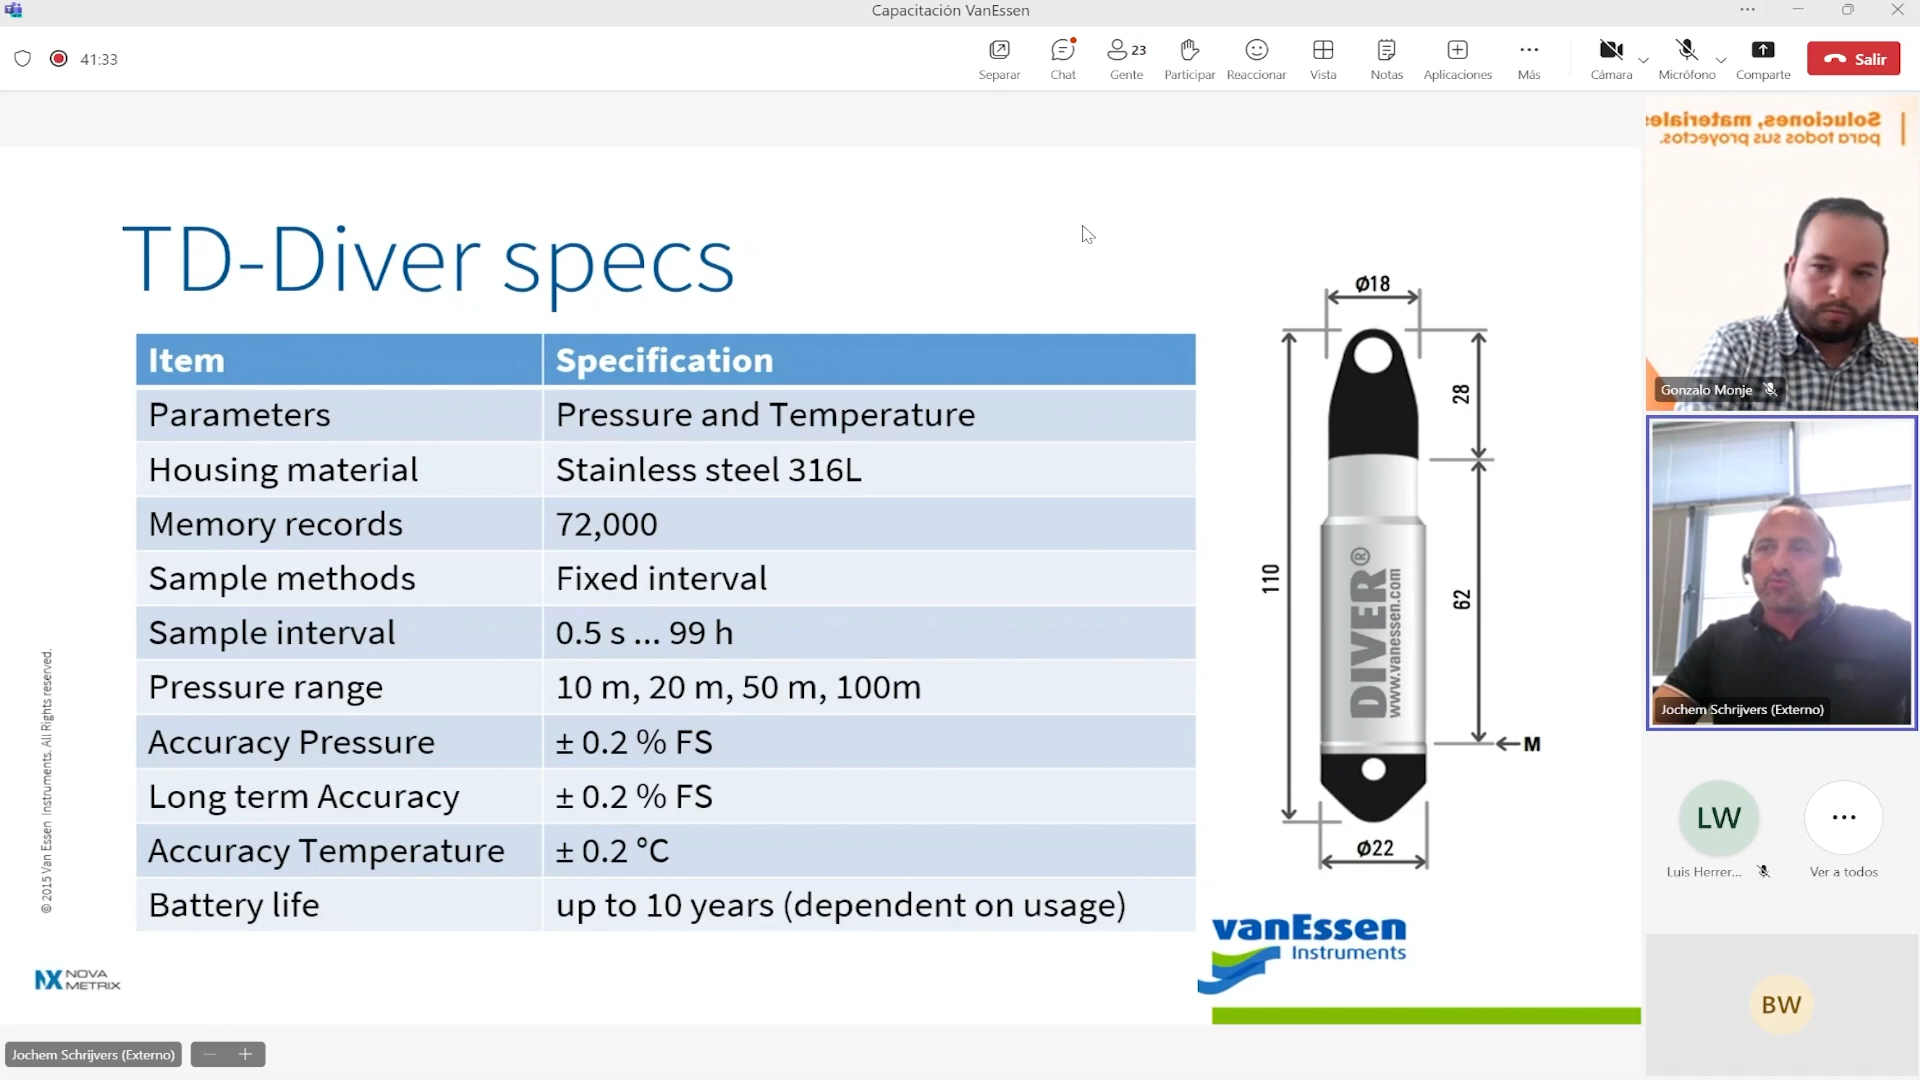 Capacitación VanEssen
41:33
Separar
Chat
23
Gente
Participar
Reaccionar
Vista
Notas
Aplicaciones
Más
Cámara
Micrófono
Comparte
Salir
Soluciones, materiales
para todos sus proyectos.
Gonzalo Monje
Jochem Schrijvers (Externo)
LW
Luis Herrer...
Ver a todos
BW
TD-Diver specs
Item Specification
Parameters Pressure and Temperature
Housing material Stainless steel 316L
Memory records 72,000
Sample methods Fixed interval
Sample interval 0.5 s ... 99 h
Pressure range 10 m, 20 m, 50 m, 100m
Accuracy Pressure ± 0.2 % FS
Long term Accuracy ± 0.2 % FS
Accuracy Temperature ± 0.2 °C
Battery life up to 10 years (dependent on usage)
Ø18
28
110
62
DIVER®
www.vanessen.com
M
Ø22
© 2015 Van Essen Instruments. All Rights reserved.
NOVA
METRIX
vanEssen
Instruments
Jochem Schrijvers (Externo)